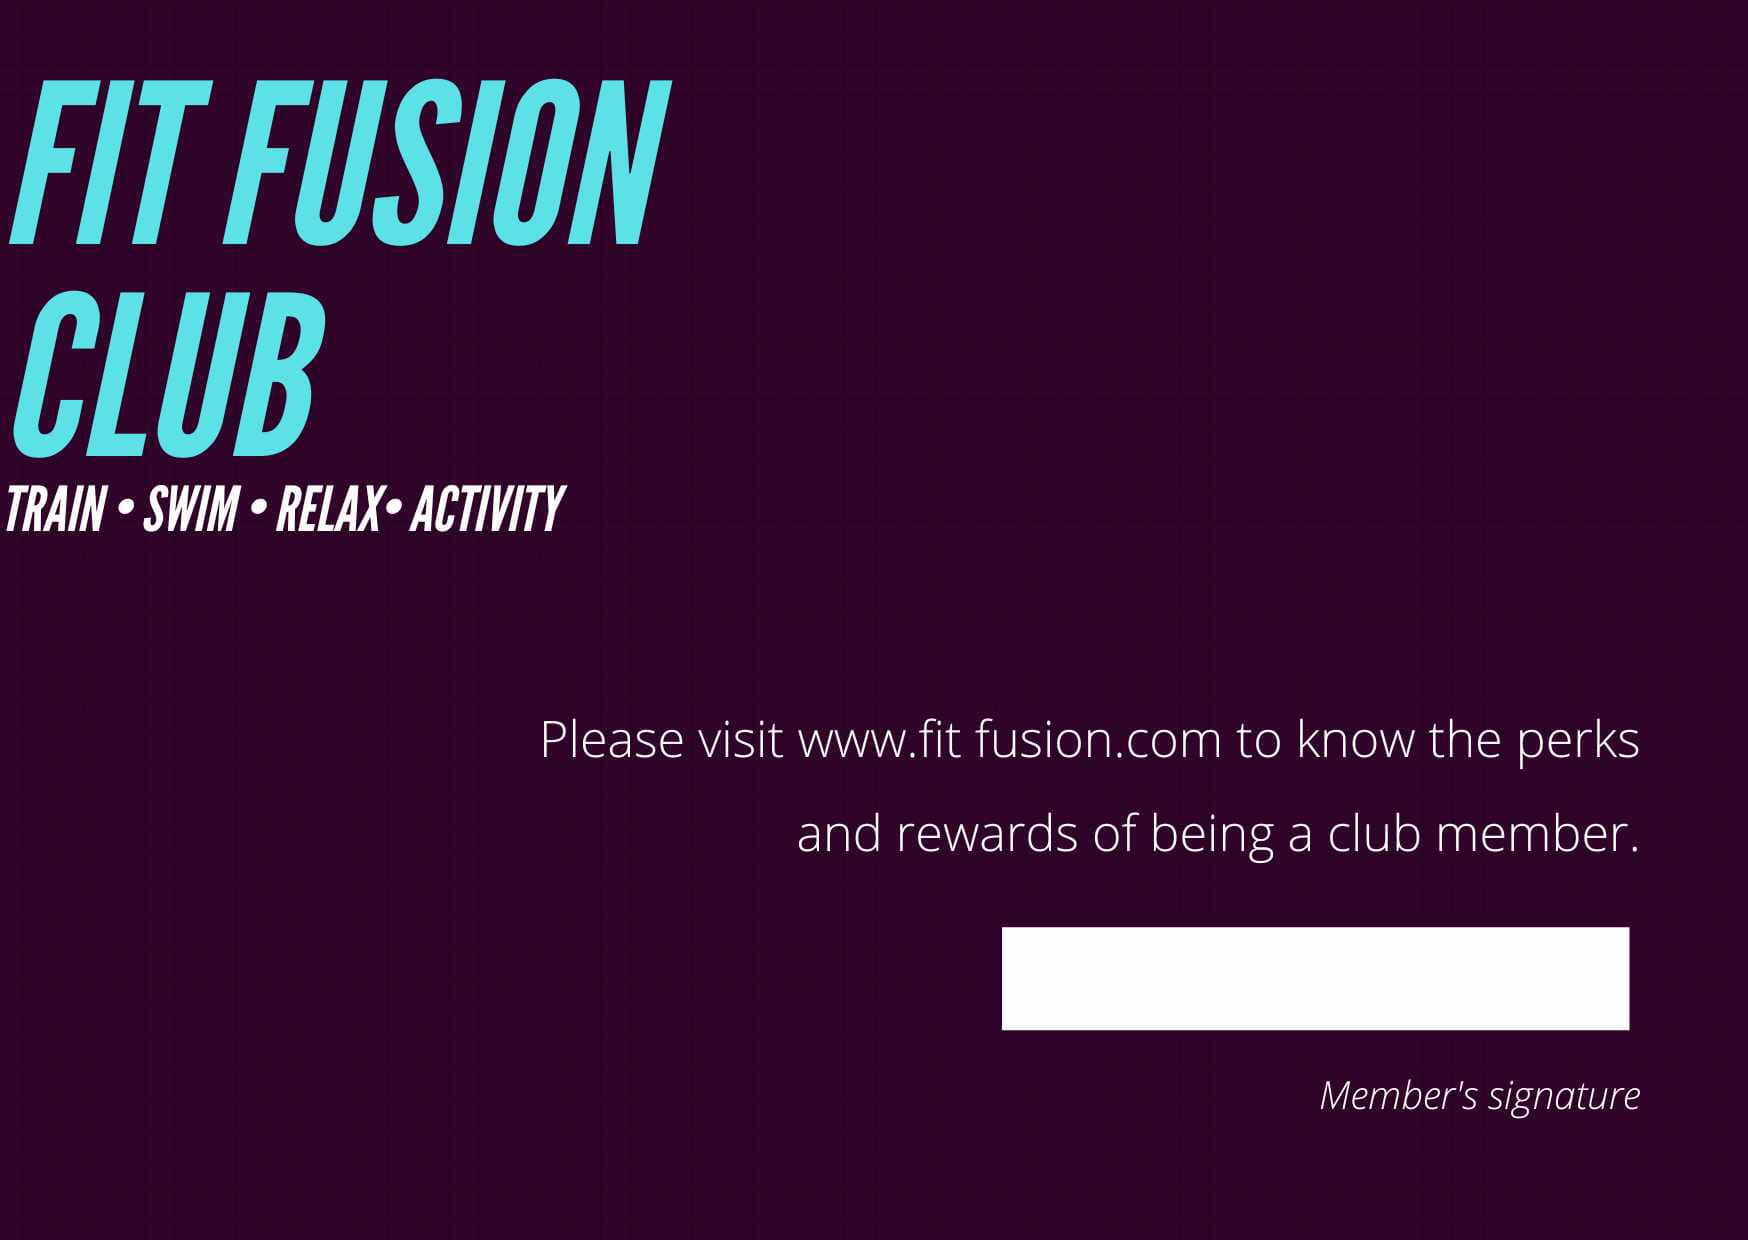 FIT FUSION
CLUB
TRAIN • SWIM • RELAX• ACTIVITY
Please visit www.fit fusion.com to know the perks
and rewards of being a club member.
Member's signature